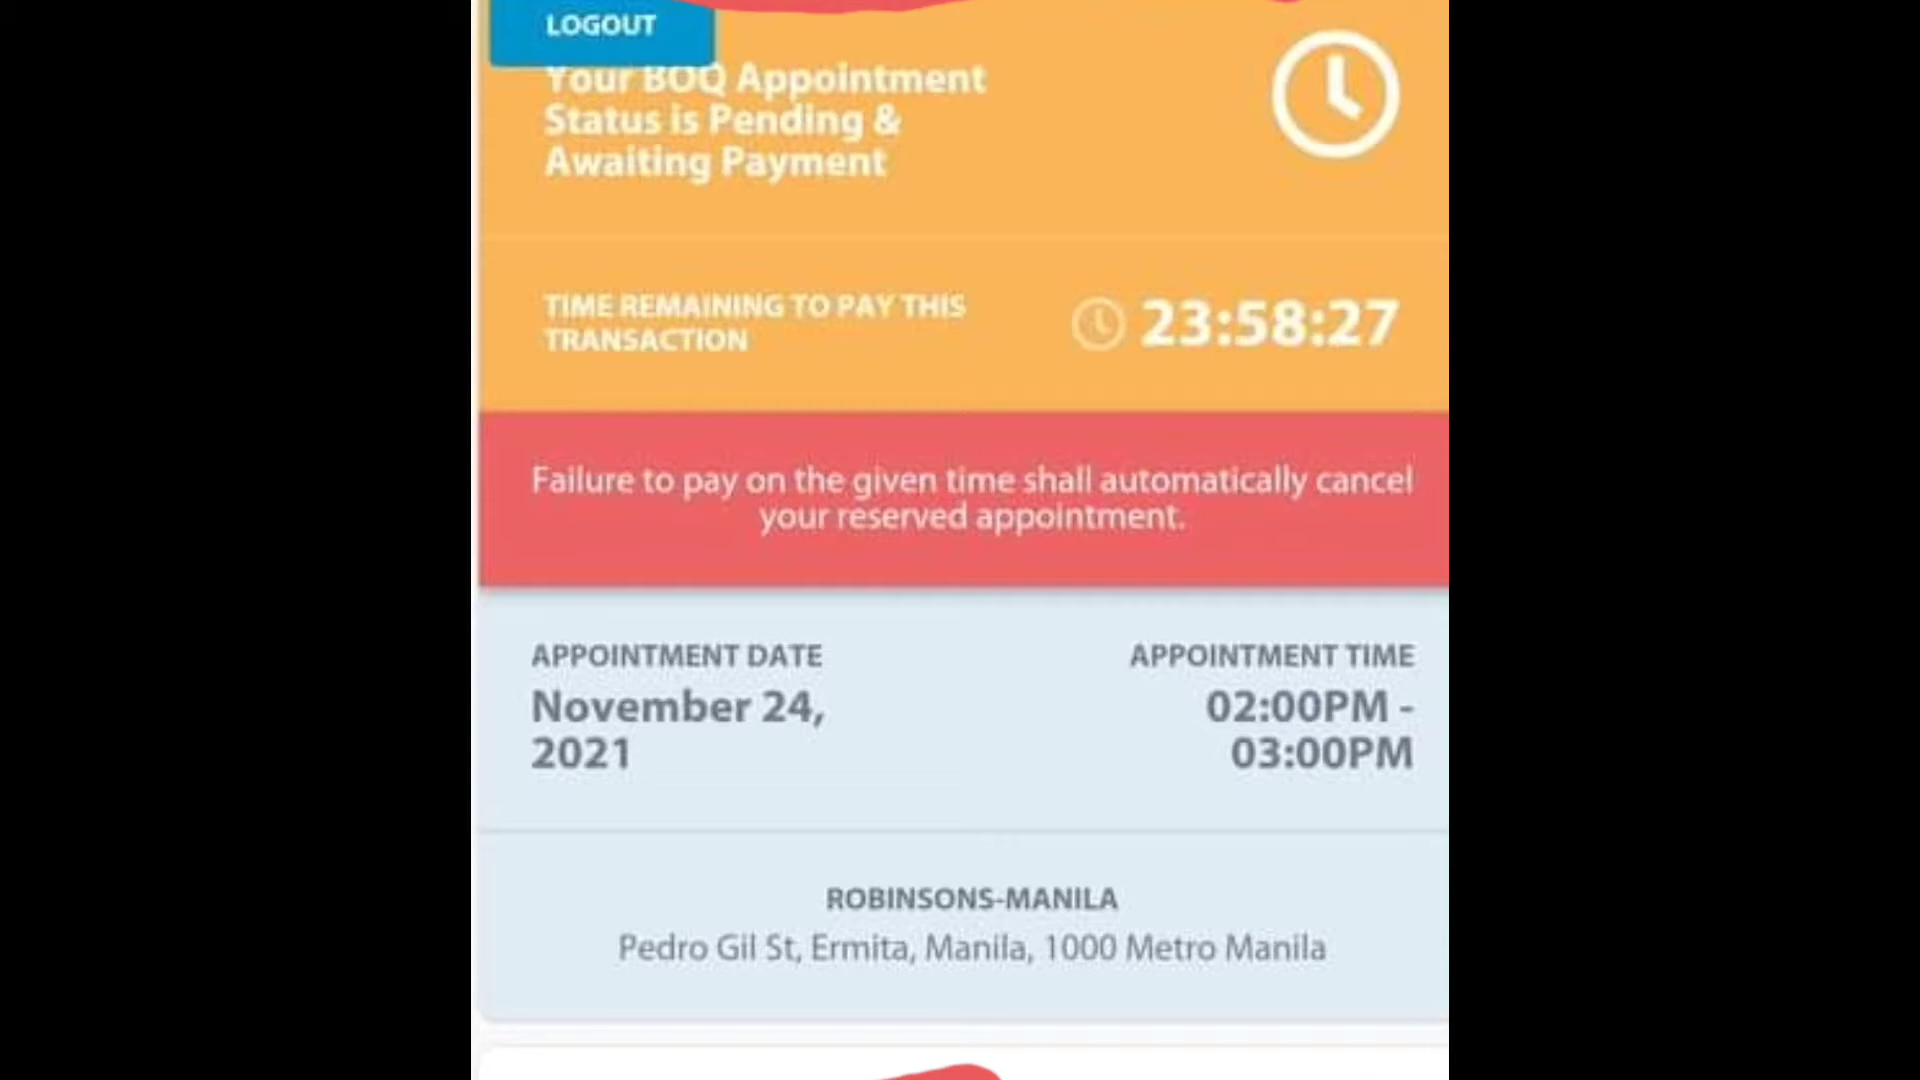 LOGOUT
Your BOQ Appointment
Status is Pending &
Awaiting Payment
TIME REMAINING TO PAY THIS
TRANSACTION
23:58:27
Failure to pay on the given time shall automatically cancel
your reserved appointment.
APPOINTMENT DATE
November 24,
2021
APPOINTMENT TIME
02:00PM -
03:00PM
ROBINSONS-MANILA
Pedro Gil St, Ermita, Manila, 1000 Metro Manila